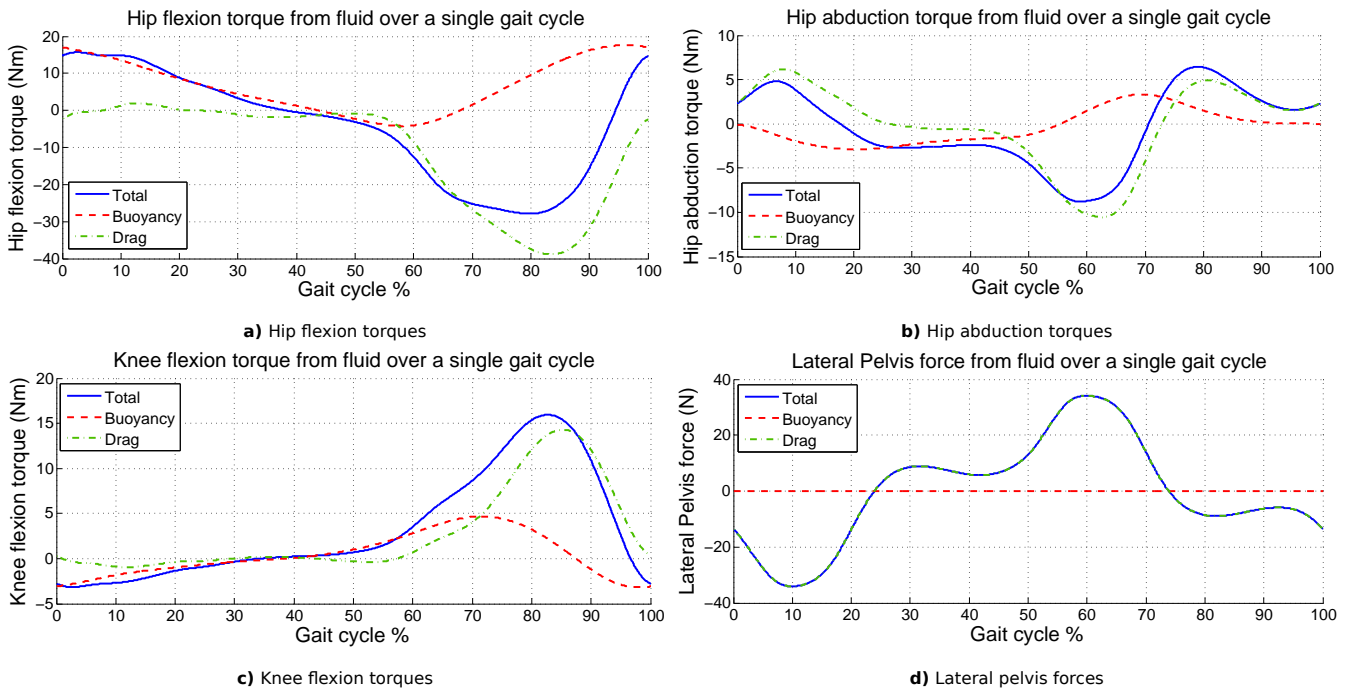 Hip flexion torque from fluid over a single gait cycle
Hip flexion torque (Nm)
20
10
0
−10
−20
−30
−40
Total
Buoyancy
Drag
0 10 20 30 40 50 60 70 80 90 100
Gait cycle %
a) Hip flexion torques
Hip abduction torque from fluid over a single gait cycle
Hip abduction torque (Nm)
10
5
0
−5
−10
−15
Total
Buoyancy
Drag
0 10 20 30 40 50 60 70 80 90 100
Gait cycle %
b) Hip abduction torques
Knee flexion torque from fluid over a single gait cycle
Knee flexion torque (Nm)
20
15
10
5
0
−5
Total
Buoyancy
Drag
0 10 20 30 40 50 60 70 80 90 100
Gait cycle %
c) Knee flexion torques
Lateral Pelvis force from fluid over a single gait cycle
Lateral Pelvis force (N)
40
20
0
−20
−40
Total
Buoyancy
Drag
0 10 20 30 40 50 60 70 80 90 100
Gait cycle %
d) Lateral pelvis forces